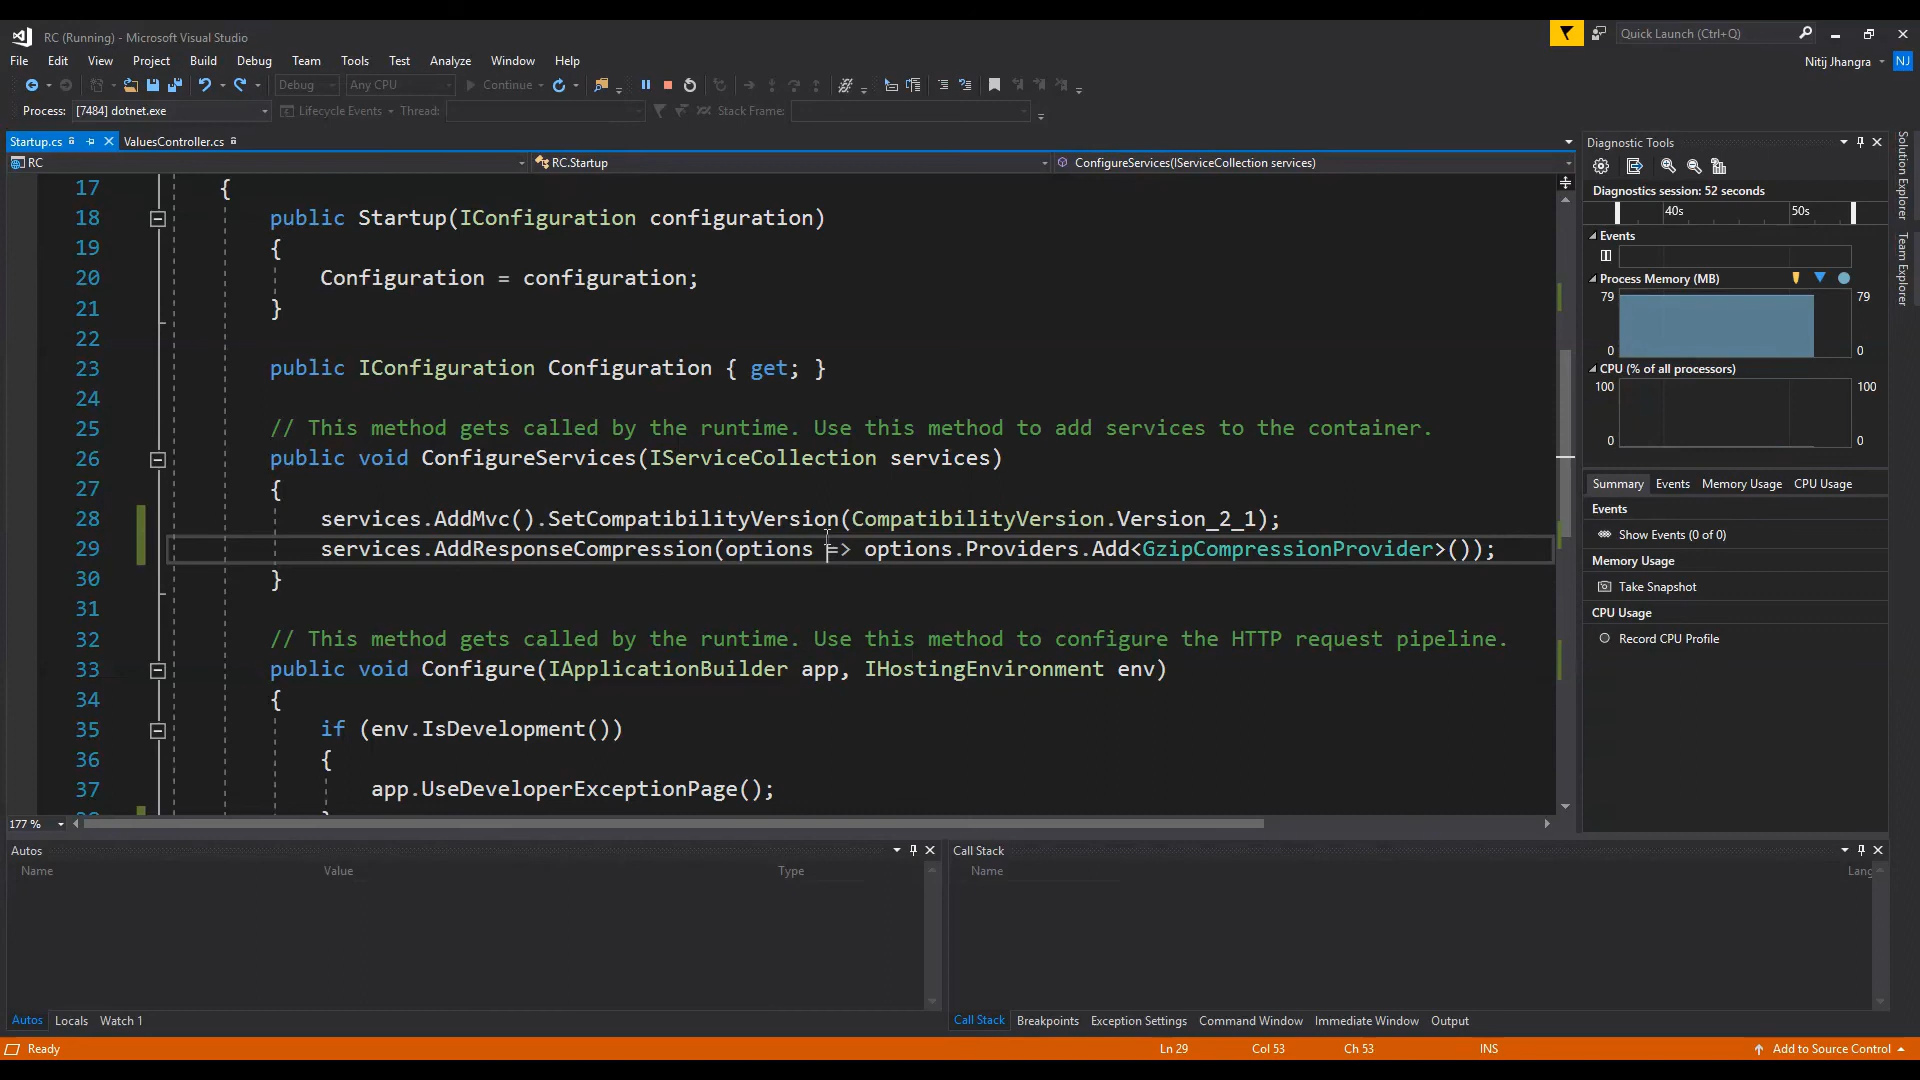 RC (Running) - Microsoft Visual Studio
Quick Launch (Ctrl+Q)
File Edit View Project Build Debug Team Tools Test Analyze Window Help
Nitij Jhangra NJ
Debug Any CPU Continue
Process: [7484] dotnet.exe Lifecycle Events Thread: Stack Frame:
Startup.cs ValuesController.cs
RC RC.Startup ConfigureServices(IServiceCollection services)
17 {
18 public Startup(IConfiguration configuration)
19 {
20 Configuration = configuration;
21 }
22
23 public IConfiguration Configuration { get; }
24
25 // This method gets called by the runtime. Use this method to add services to the container.
26 public void ConfigureServices(IServiceCollection services)
27 {
28 services.AddMvc().SetCompatibilityVersion(CompatibilityVersion.Version_2_1);
29 services.AddResponseCompression(options => options.Providers.Add<GzipCompressionProvider>());
30 }
31
32 // This method gets called by the runtime. Use this method to configure the HTTP request pipeline.
33 public void Configure(IApplicationBuilder app, IHostingEnvironment env)
34 {
35 if (env.IsDevelopment())
36 {
37 app.UseDeveloperExceptionPage();
177 %
Diagnostic Tools
Diagnostics session: 52 seconds
40s 50s
Events
Process Memory (MB)
79 79
0 0
CPU (% of all processors)
100 100
0 0
Summary Events Memory Usage CPU Usage
Events
Show Events (0 of 0)
Memory Usage
Take Snapshot
CPU Usage
Record CPU Profile
Solution Explorer
Team Explorer
Autos
Name Value Type
Autos Locals Watch 1
Call Stack
Name Lang
Call Stack Breakpoints Exception Settings Command Window Immediate Window Output
Ready Ln 29 Col 53 Ch 53 INS Add to Source Control